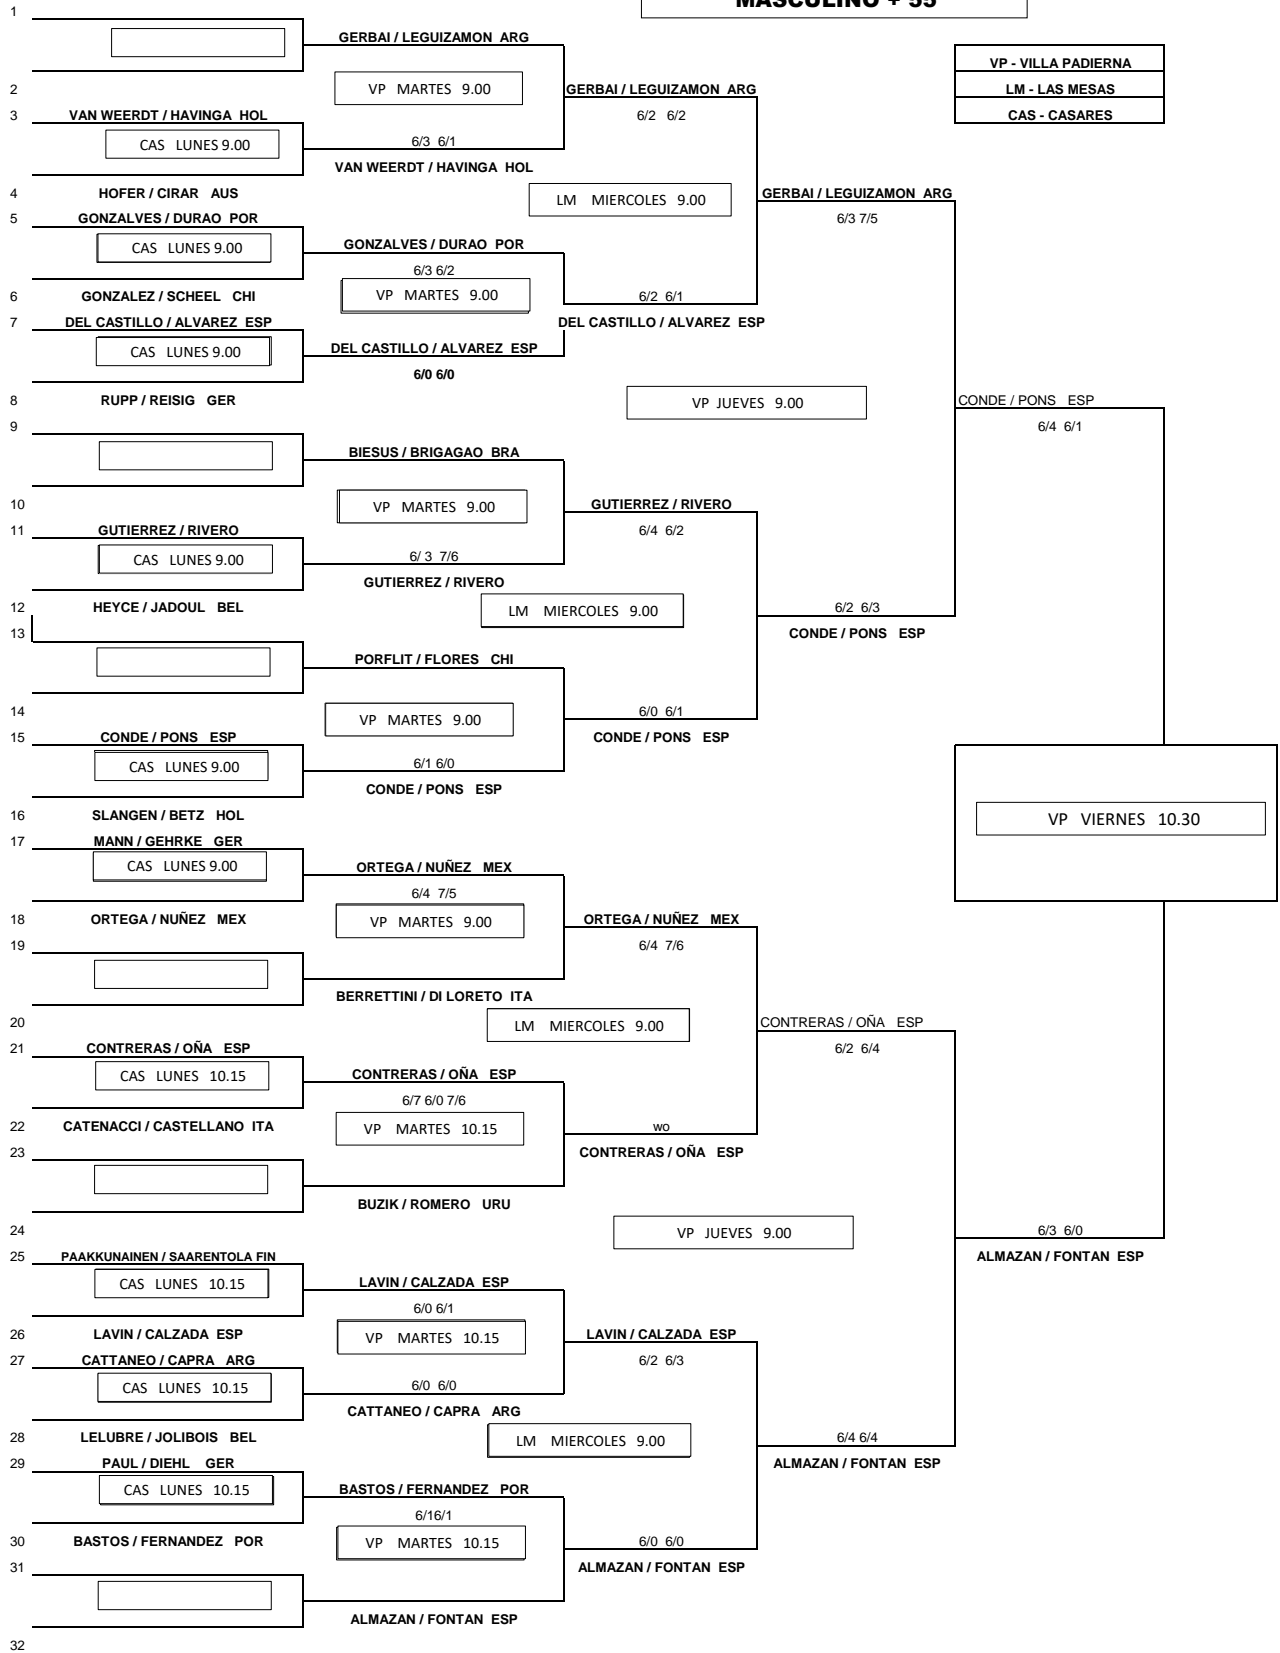 MASCULINO + 55
1
GERBAI / LEGUIZAMON ARG
VP - VILLA PADIERNA
VP MARTES 9.00
2
GERBAI / LEGUIZAMON ARG
LM - LAS MESAS
3
VAN WEERDT / HAVINGA HOL
6/2 6/2
CAS - CASARES
CAS LUNES 9.00
6/3 6/1
VAN WEERDT / HAVINGA HOL
4
HOFER / CIRAR AUS
LM MIERCOLES 9.00
GERBAI / LEGUIZAMON ARG
5
GONZALVES / DURAO POR
6/3 7/5
CAS LUNES 9.00
GONZALVES / DURAO POR
6/3 6/2
6
GONZALEZ / SCHEEL CHI
VP MARTES 9.00
6/2 6/1
7
DEL CASTILLO / ALVAREZ ESP
DEL CASTILLO / ALVAREZ ESP
CAS LUNES 9.00
DEL CASTILLO / ALVAREZ ESP
6/0 6/0
8
RUPP / REISIG GER
VP JUEVES 9.00
CONDE / PONS ESP
9
6/4 6/1
BIESUS / BRIGAGAO BRA
10
VP MARTES 9.00
GUTIERREZ / RIVERO
11
GUTIERREZ / RIVERO
6/4 6/2
CAS LUNES 9.00
6/ 3 7/6
GUTIERREZ / RIVERO
12
HEYCE / JADOUL BEL
LM MIERCOLES 9.00
6/2 6/3
13
CONDE / PONS ESP
PORFLIT / FLORES CHI
14
VP MARTES 9.00
6/0 6/1
15
CONDE / PONS ESP
CONDE / PONS ESP
CAS LUNES 9.00
6/1 6/0
CONDE / PONS ESP
16
SLANGEN / BETZ HOL
VP VIERNES 10.30
17
MANN / GEHRKE GER
CAS LUNES 9.00
ORTEGA / NUÑEZ MEX
6/4 7/5
18
ORTEGA / NUÑEZ MEX
VP MARTES 9.00
ORTEGA / NUÑEZ MEX
19
6/4 7/6
BERRETTINI / DI LORETO ITA
20
LM MIERCOLES 9.00
CONTRERAS / OÑA ESP
21
CONTRERAS / OÑA ESP
6/2 6/4
CAS LUNES 10.15
CONTRERAS / OÑA ESP
6/7 6/0 7/6
22
CATENACCI / CASTELLANO ITA
VP MARTES 10.15
wo
23
CONTRERAS / OÑA ESP
BUZIK / ROMERO URU
24
VP JUEVES 9.00
6/3 6/0
25
PAAKKUNAINEN / SAARENTOLA FIN
ALMAZAN / FONTAN ESP
CAS LUNES 10.15
LAVIN / CALZADA ESP
6/0 6/1
26
LAVIN / CALZADA ESP
VP MARTES 10.15
LAVIN / CALZADA ESP
27
CATTANEO / CAPRA ARG
6/2 6/3
CAS LUNES 10.15
6/0 6/0
CATTANEO / CAPRA ARG
28
LELUBRE / JOLIBOIS BEL
LM MIERCOLES 9.00
6/4 6/4
29
PAUL / DIEHL GER
ALMAZAN / FONTAN ESP
CAS LUNES 10.15
BASTOS / FERNANDEZ POR
6/16/1
30
BASTOS / FERNANDEZ POR
VP MARTES 10.15
6/0 6/0
31
ALMAZAN / FONTAN ESP
ALMAZAN / FONTAN ESP
32